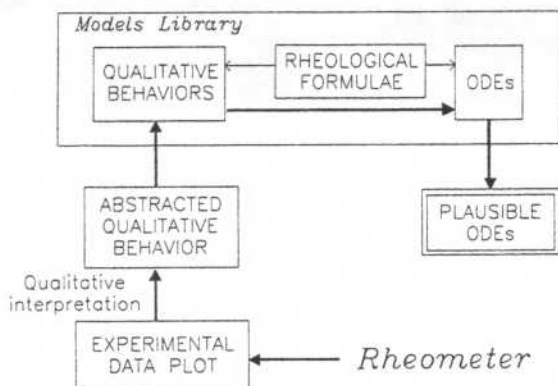 Models Library
QUALITATIVE
BEHAVIORS
RHEOLOGICAL
FORMULAE
ODEs
ABSTRACTED
QUALITATIVE
BEHAVIOR
PLAUSIBLE
ODEs
Qualitative
interpretation
EXPERIMENTAL
DATA PLOT
Rheometer